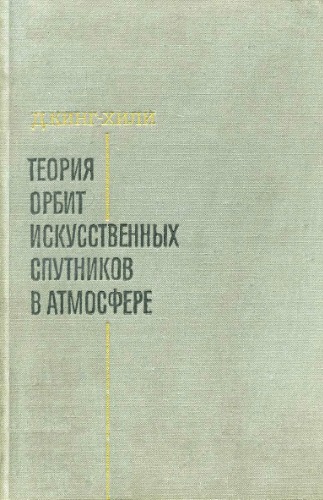 Д. КИНГ-ХИЛИ
ТЕОРИЯ
ОРБИТ
ИСКУССТВЕННЫХ
СПУТНИКОВ
В АТМОСФЕРЕ